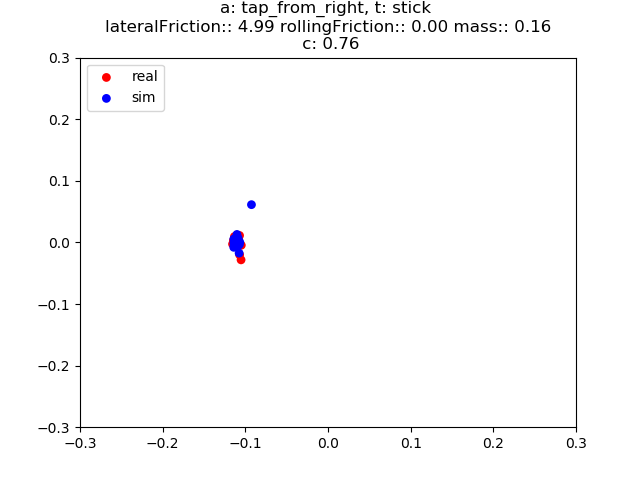 a: tap_from_right, t: stick
lateralFriction:: 4.99 rollingFriction:: 0.00 mass:: 0.16
c: 0.76
real
sim
0.3
0.2
0.1
0.0
−0.1
−0.2
−0.3
−0.3 −0.2 −0.1 0.0 0.1 0.2 0.3